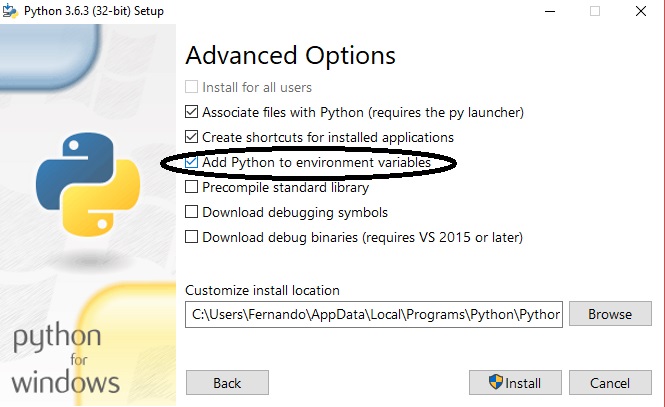 Python 3.6.3 (32-bit) Setup
Advanced Options
Install for all users
Associate files with Python (requires the py launcher)
Create shortcuts for installed applications
Add Python to environment variables
Precompile standard library
Download debugging symbols
Download debug binaries (requires VS 2015 or later)
Customize install location
C:\Users\Fernando\AppData\Local\Programs\Python\Python
Browse
python
for
windows
Back
Install
Cancel